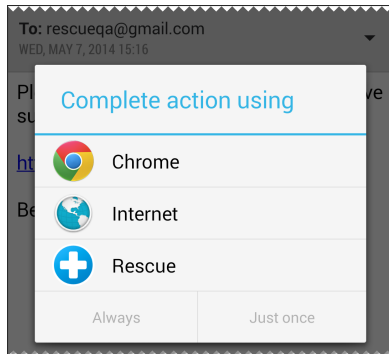 To: rescueqa@gmail.com
WED, MAY 7, 2014 15:16
Complete action using
Chrome
Internet
Rescue
Always
Just once